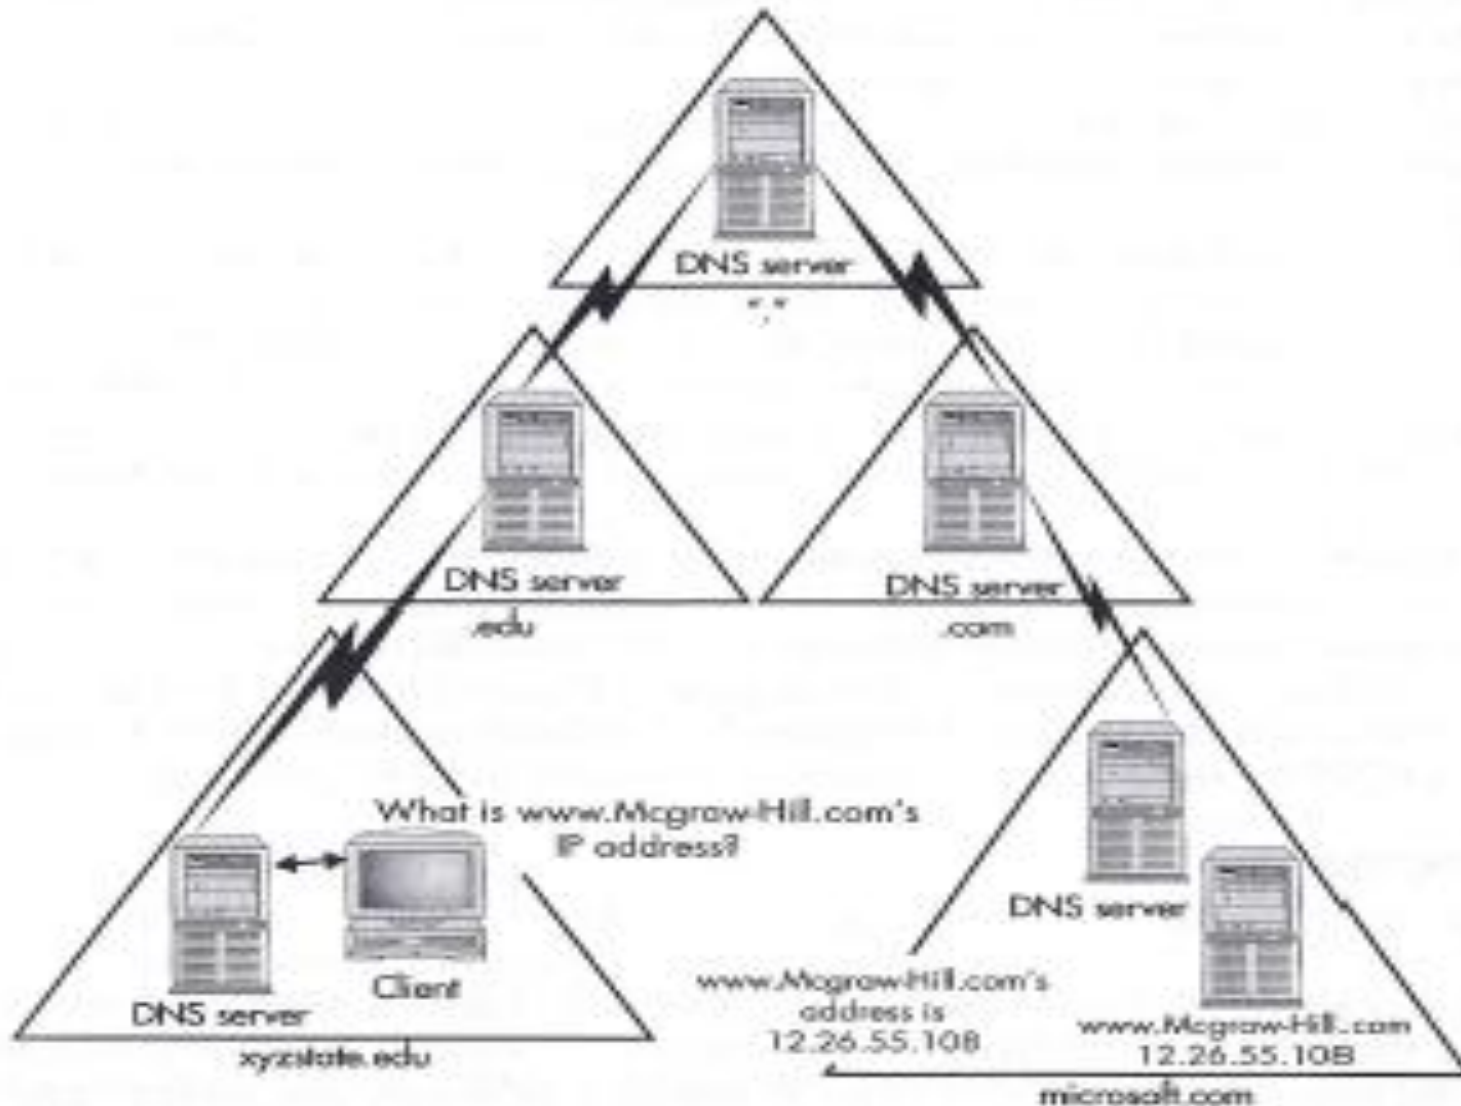 DNS server
"."
DNS server
.edu
DNS server
.com
What is www.Mcgraw-Hill.com's
IP address?
DNS server
Client
xyzstate.edu
DNS server
www.Mcgraw-Hill.com's
address is
12.26.55.108
www.Mcgraw-Hill.com
12.26.55.108
microsoft.com